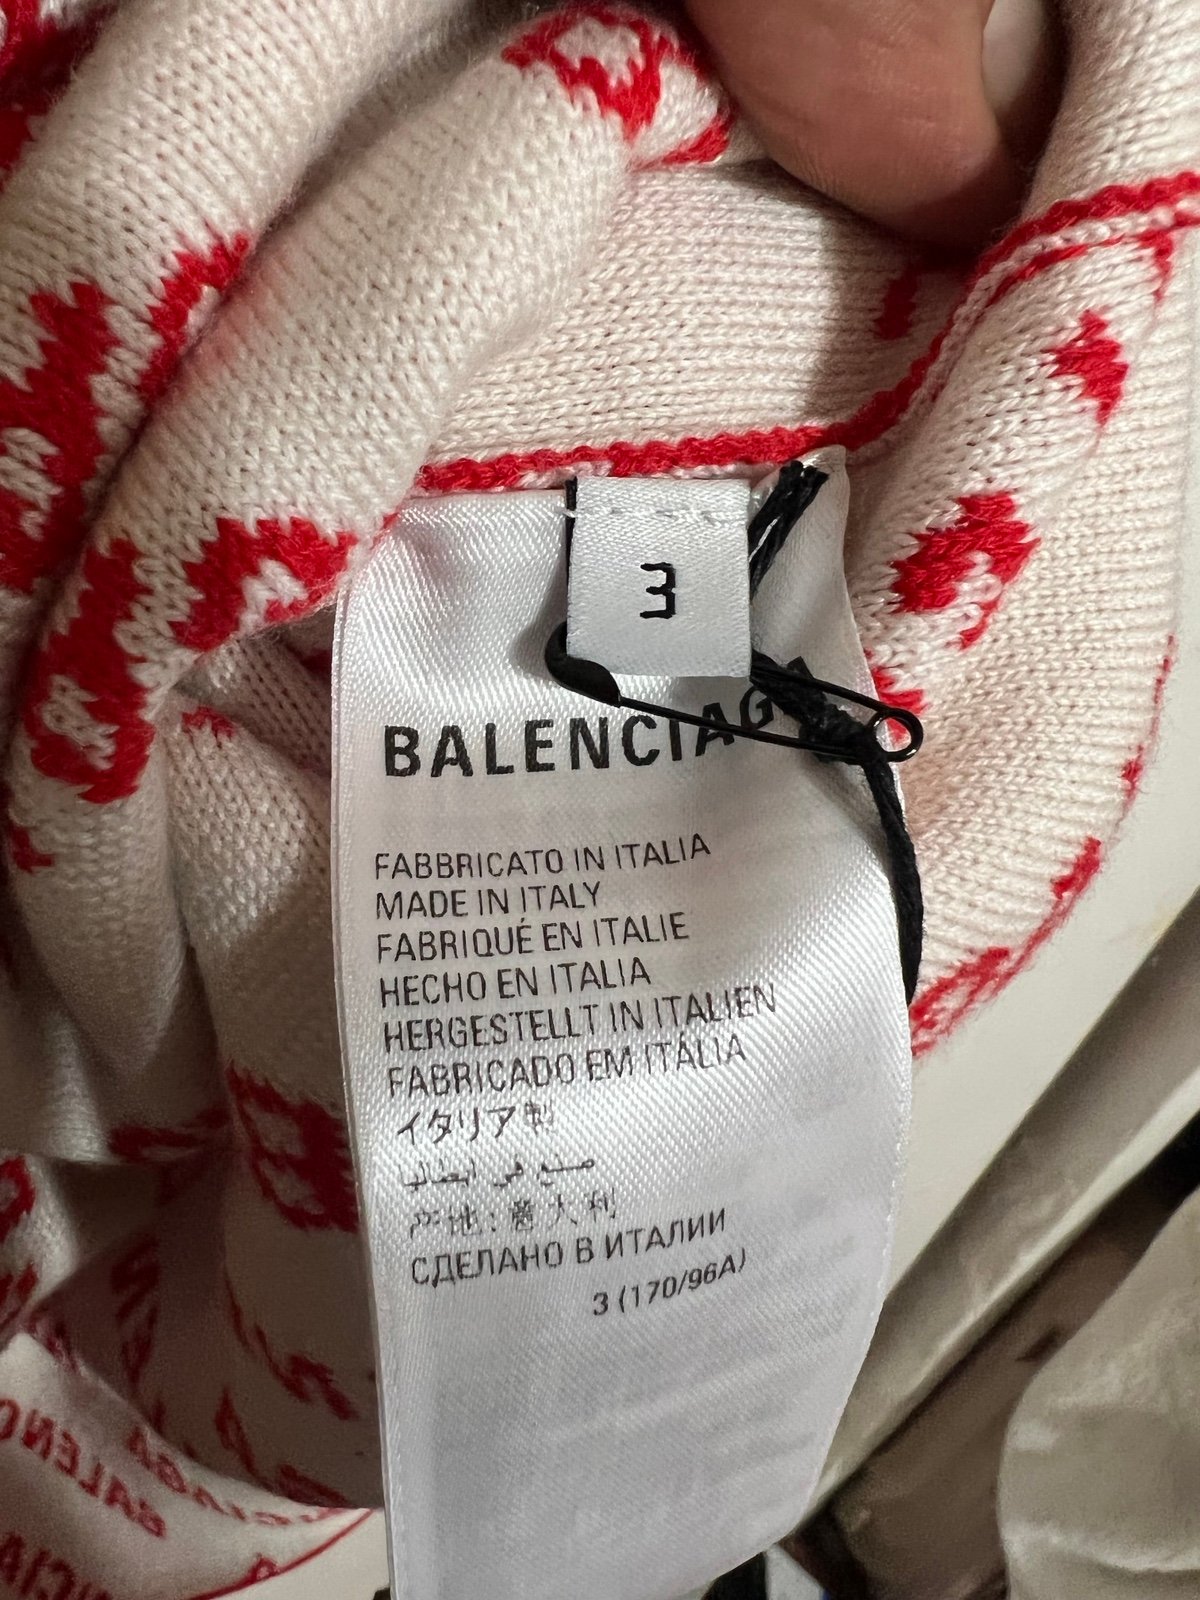 3
BALENCIAG
FABBRICATO IN ITALIA
MADE IN ITALY
FABRIQUÉ EN ITALIE
HECHO EN ITALIA
HERGESTELLT IN ITALIEN
FABRICADO EM ITÁLIA
イタリア製
صنع في ايطاليا
产地：意大利
СДЕЛАНО В ИТАЛИИ
3 (170/96A)